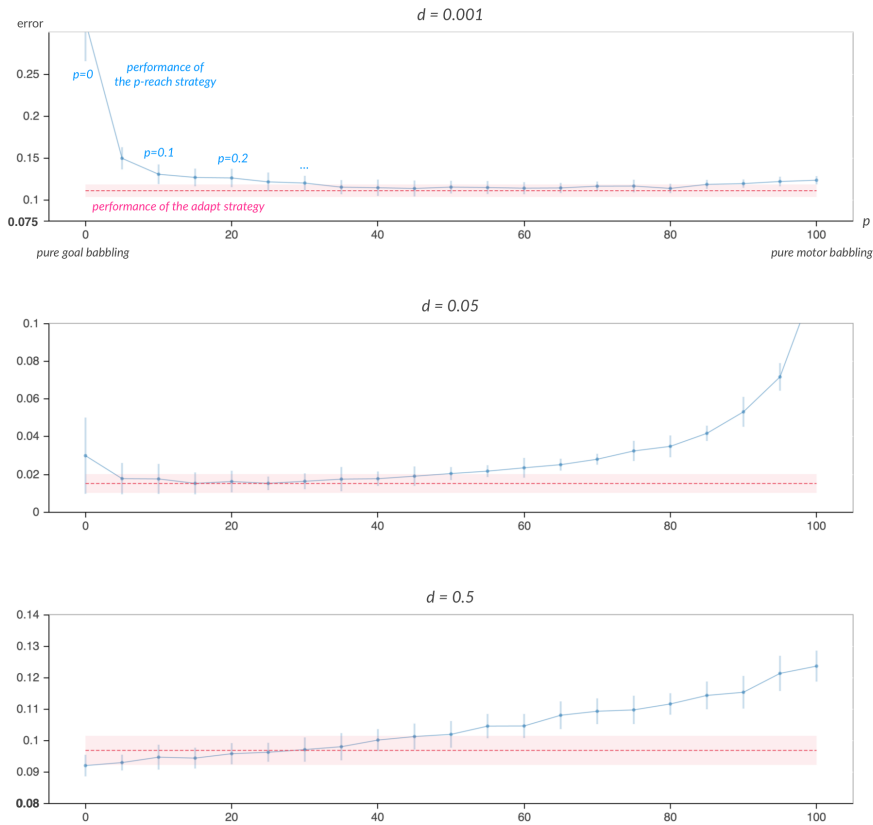 d = 0.001
error
0.25
p=0
performance of
the p-reach strategy
0.2
0.15
p=0.1
p=0.2
...
0.1
performance of the adapt strategy
0.075
p
0
20
40
60
80
100
pure goal babbling
pure motor babbling
d = 0.05
0.1
0.08
0.06
0.04
0.02
0
0
20
40
60
80
100
d = 0.5
0.14
0.13
0.12
0.11
0.1
0.09
0.08
0
20
40
60
80
100